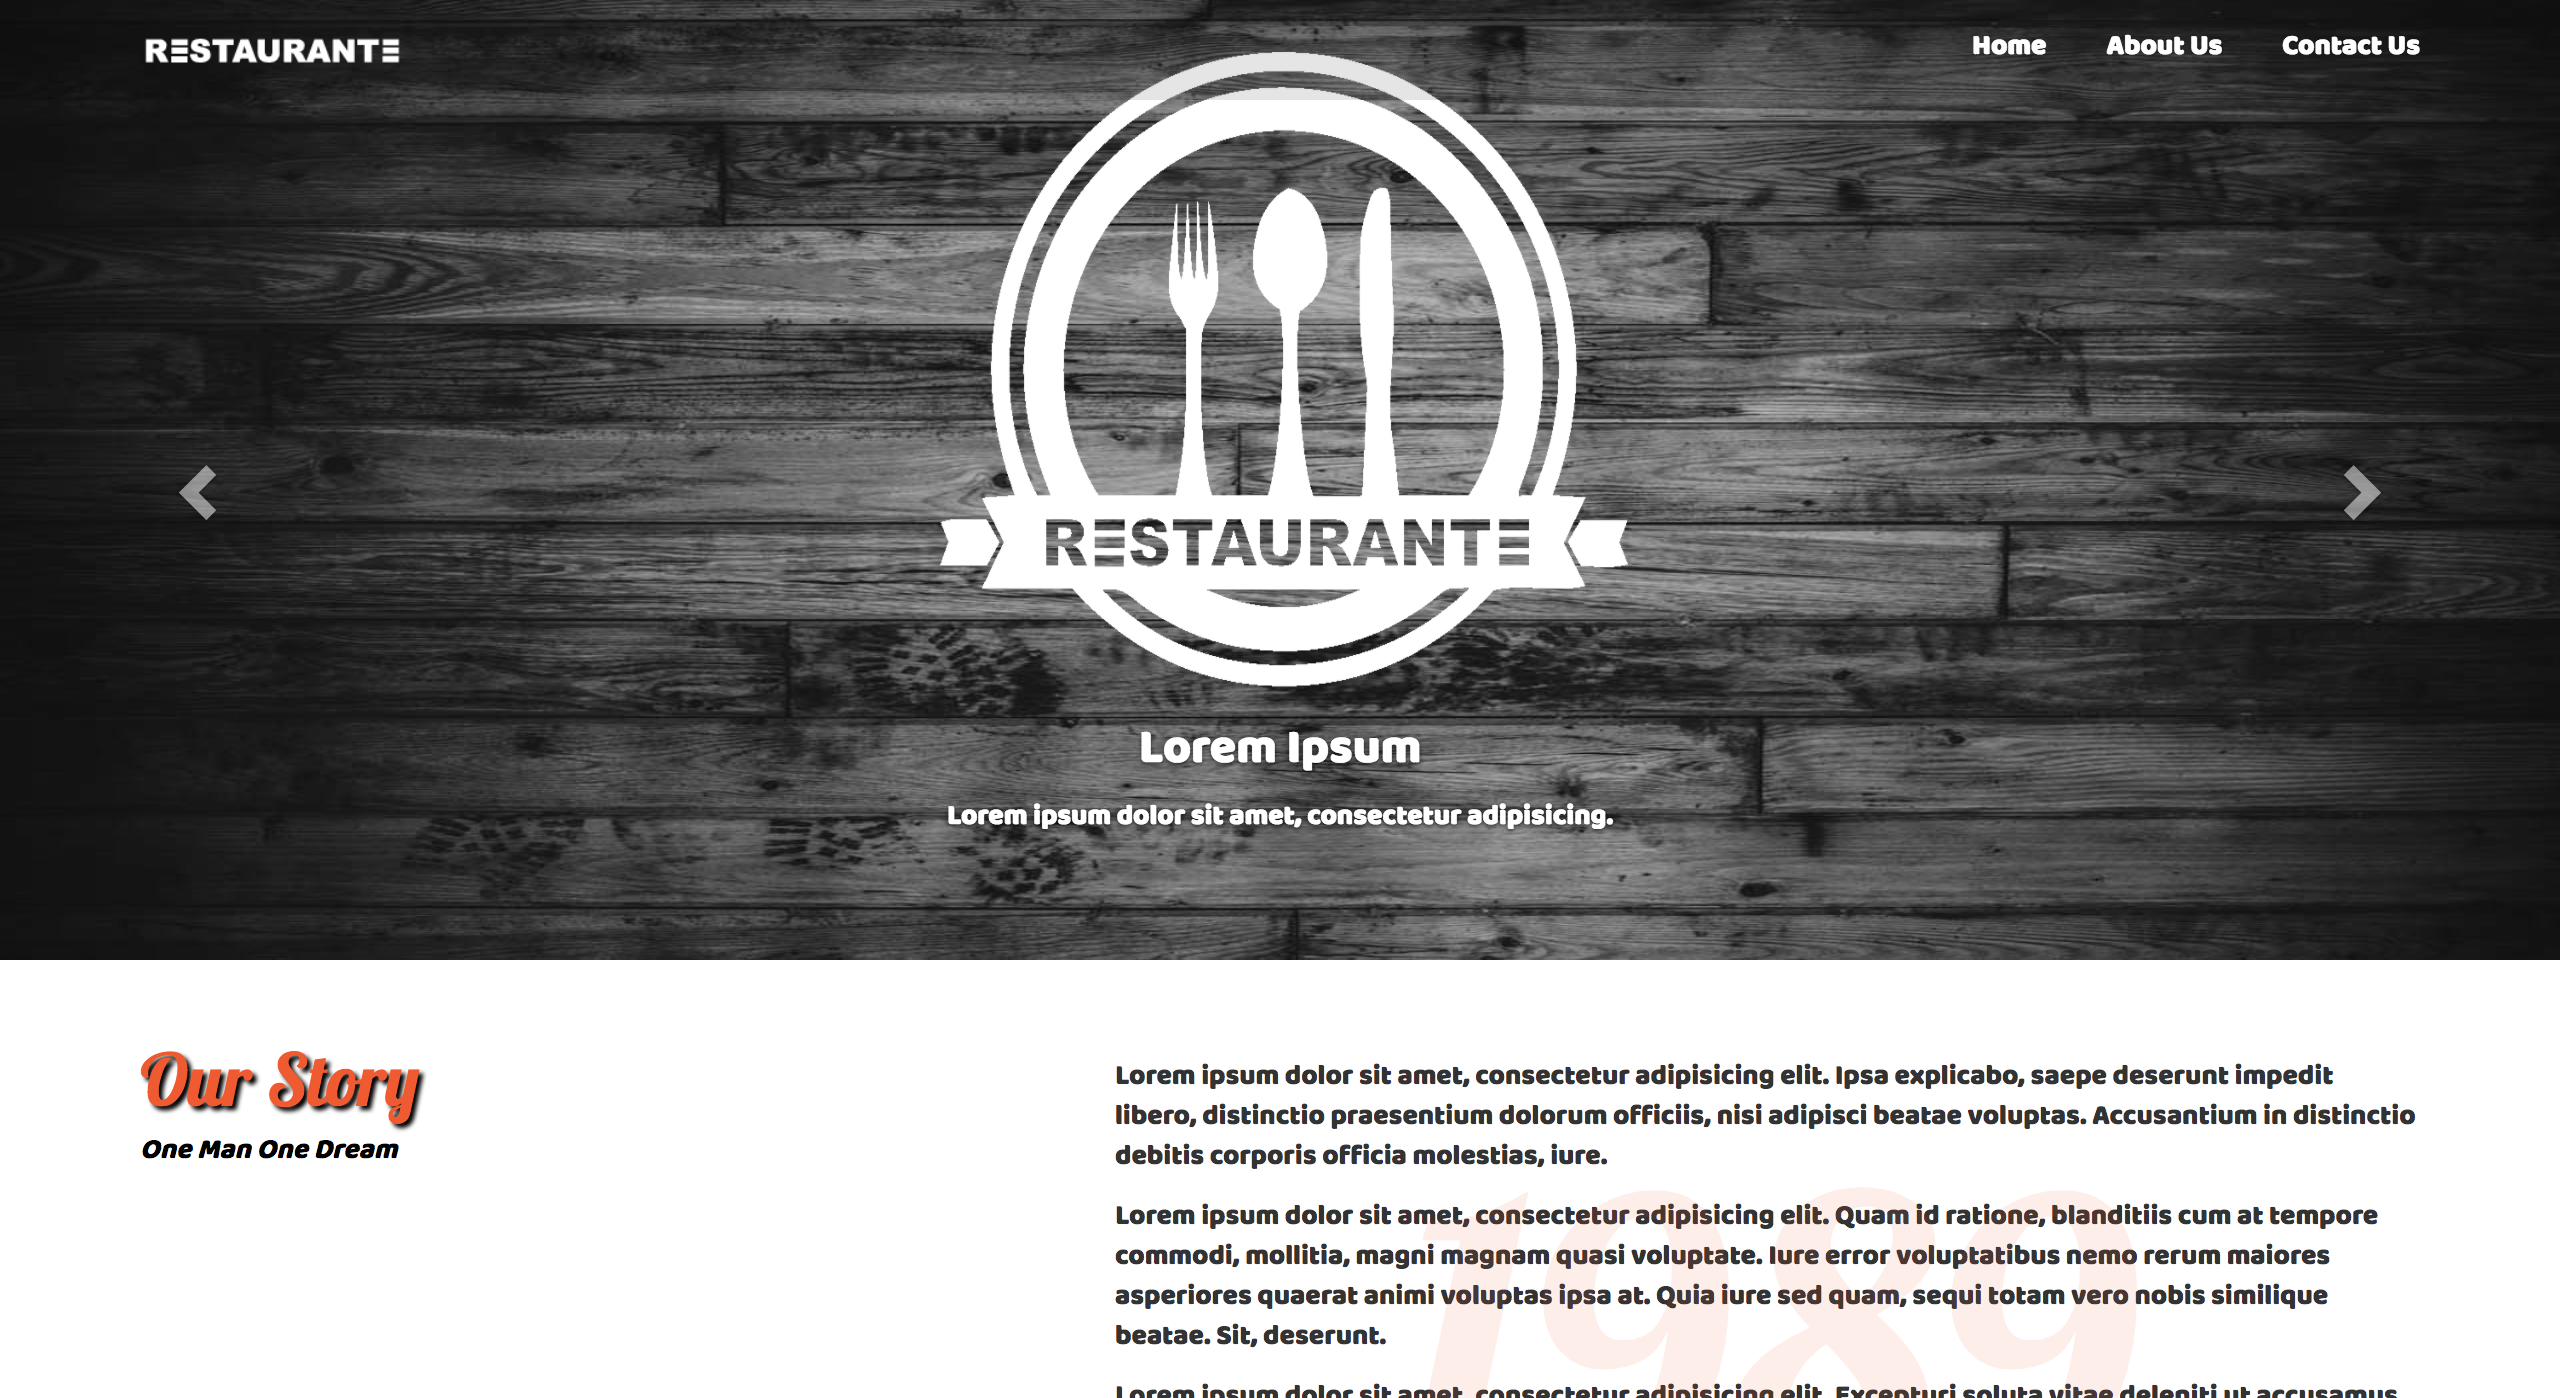 RESTAURANTE
Home About Us Contact Us
RESTAURANTE
Lorem Ipsum
Lorem ipsum dolor sit amet, consectetur adipisicing.
Our Story
One Man One Dream
Lorem ipsum dolor sit amet, consectetur adipisicing elit. Ipsa explicabo, saepe deserunt impedit
libero, distinctio praesentium dolorum officiis, nisi adipisci beatae voluptas. Accusantium in distinctio
debitis corporis officia molestias, iure.
1989
Lorem ipsum dolor sit amet, consectetur adipisicing elit. Quam id ratione, blanditiis cum at tempore
commodi, mollitia, magni magnam quasi voluptate. Iure error voluptatibus nemo rerum maiores
asperiores quaerat animi voluptas ipsa at. Quia iure sed quam, sequi totam vero nobis similique
beatae. Sit, deserunt.
Lorem ipsum dolor sit amet, consectetur adipisicing elit. Excepturi soluta vitae deleniti ut accusamus